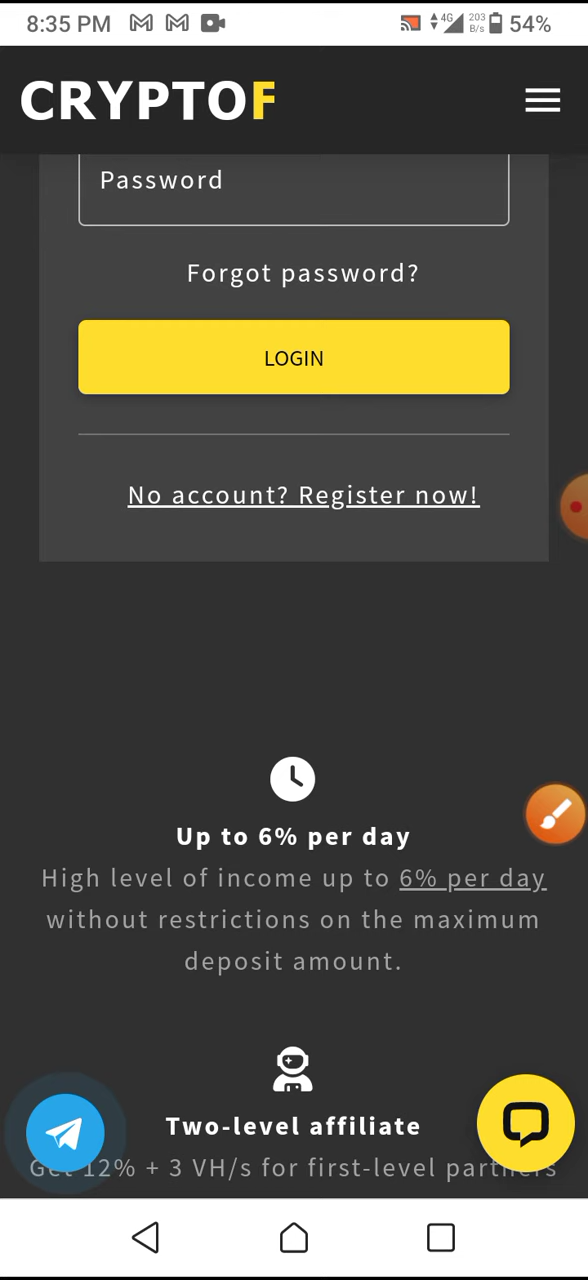 8:35 PM 4G 203 B/s 54%
CRYPTOF
Password
Forgot password?
LOGIN
No account? Register now!
Up to 6% per day
High level of income up to 6% per day
without restrictions on the maximum
deposit amount.
Two-level affiliate
Get 12% + 3 VH/s for first-level partners